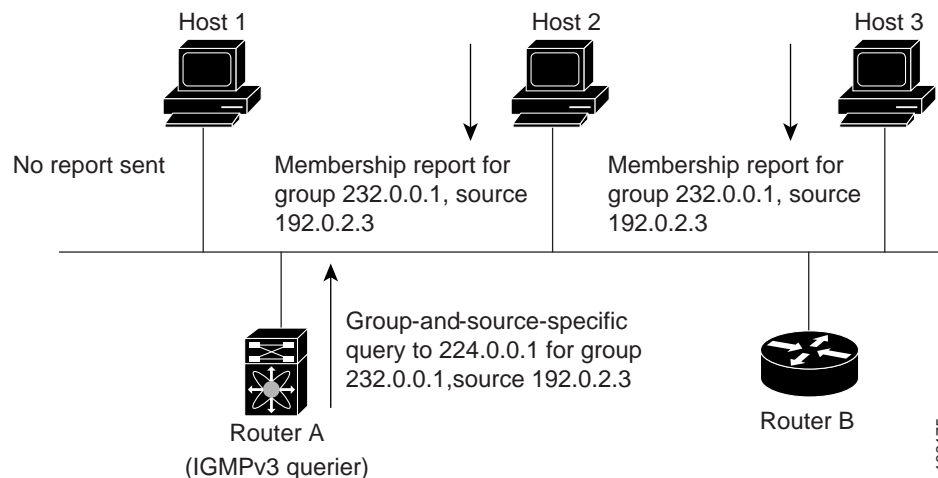 Host 1
Host 2
Host 3
No report sent
Membership report for
group 232.0.0.1, source
192.0.2.3
Membership report for
group 232.0.0.1, source
192.0.2.3
Group-and-source-specific
query to 224.0.0.1 for group
232.0.0.1,source 192.0.2.3
Router A
(IGMPv3 querier)
Router B